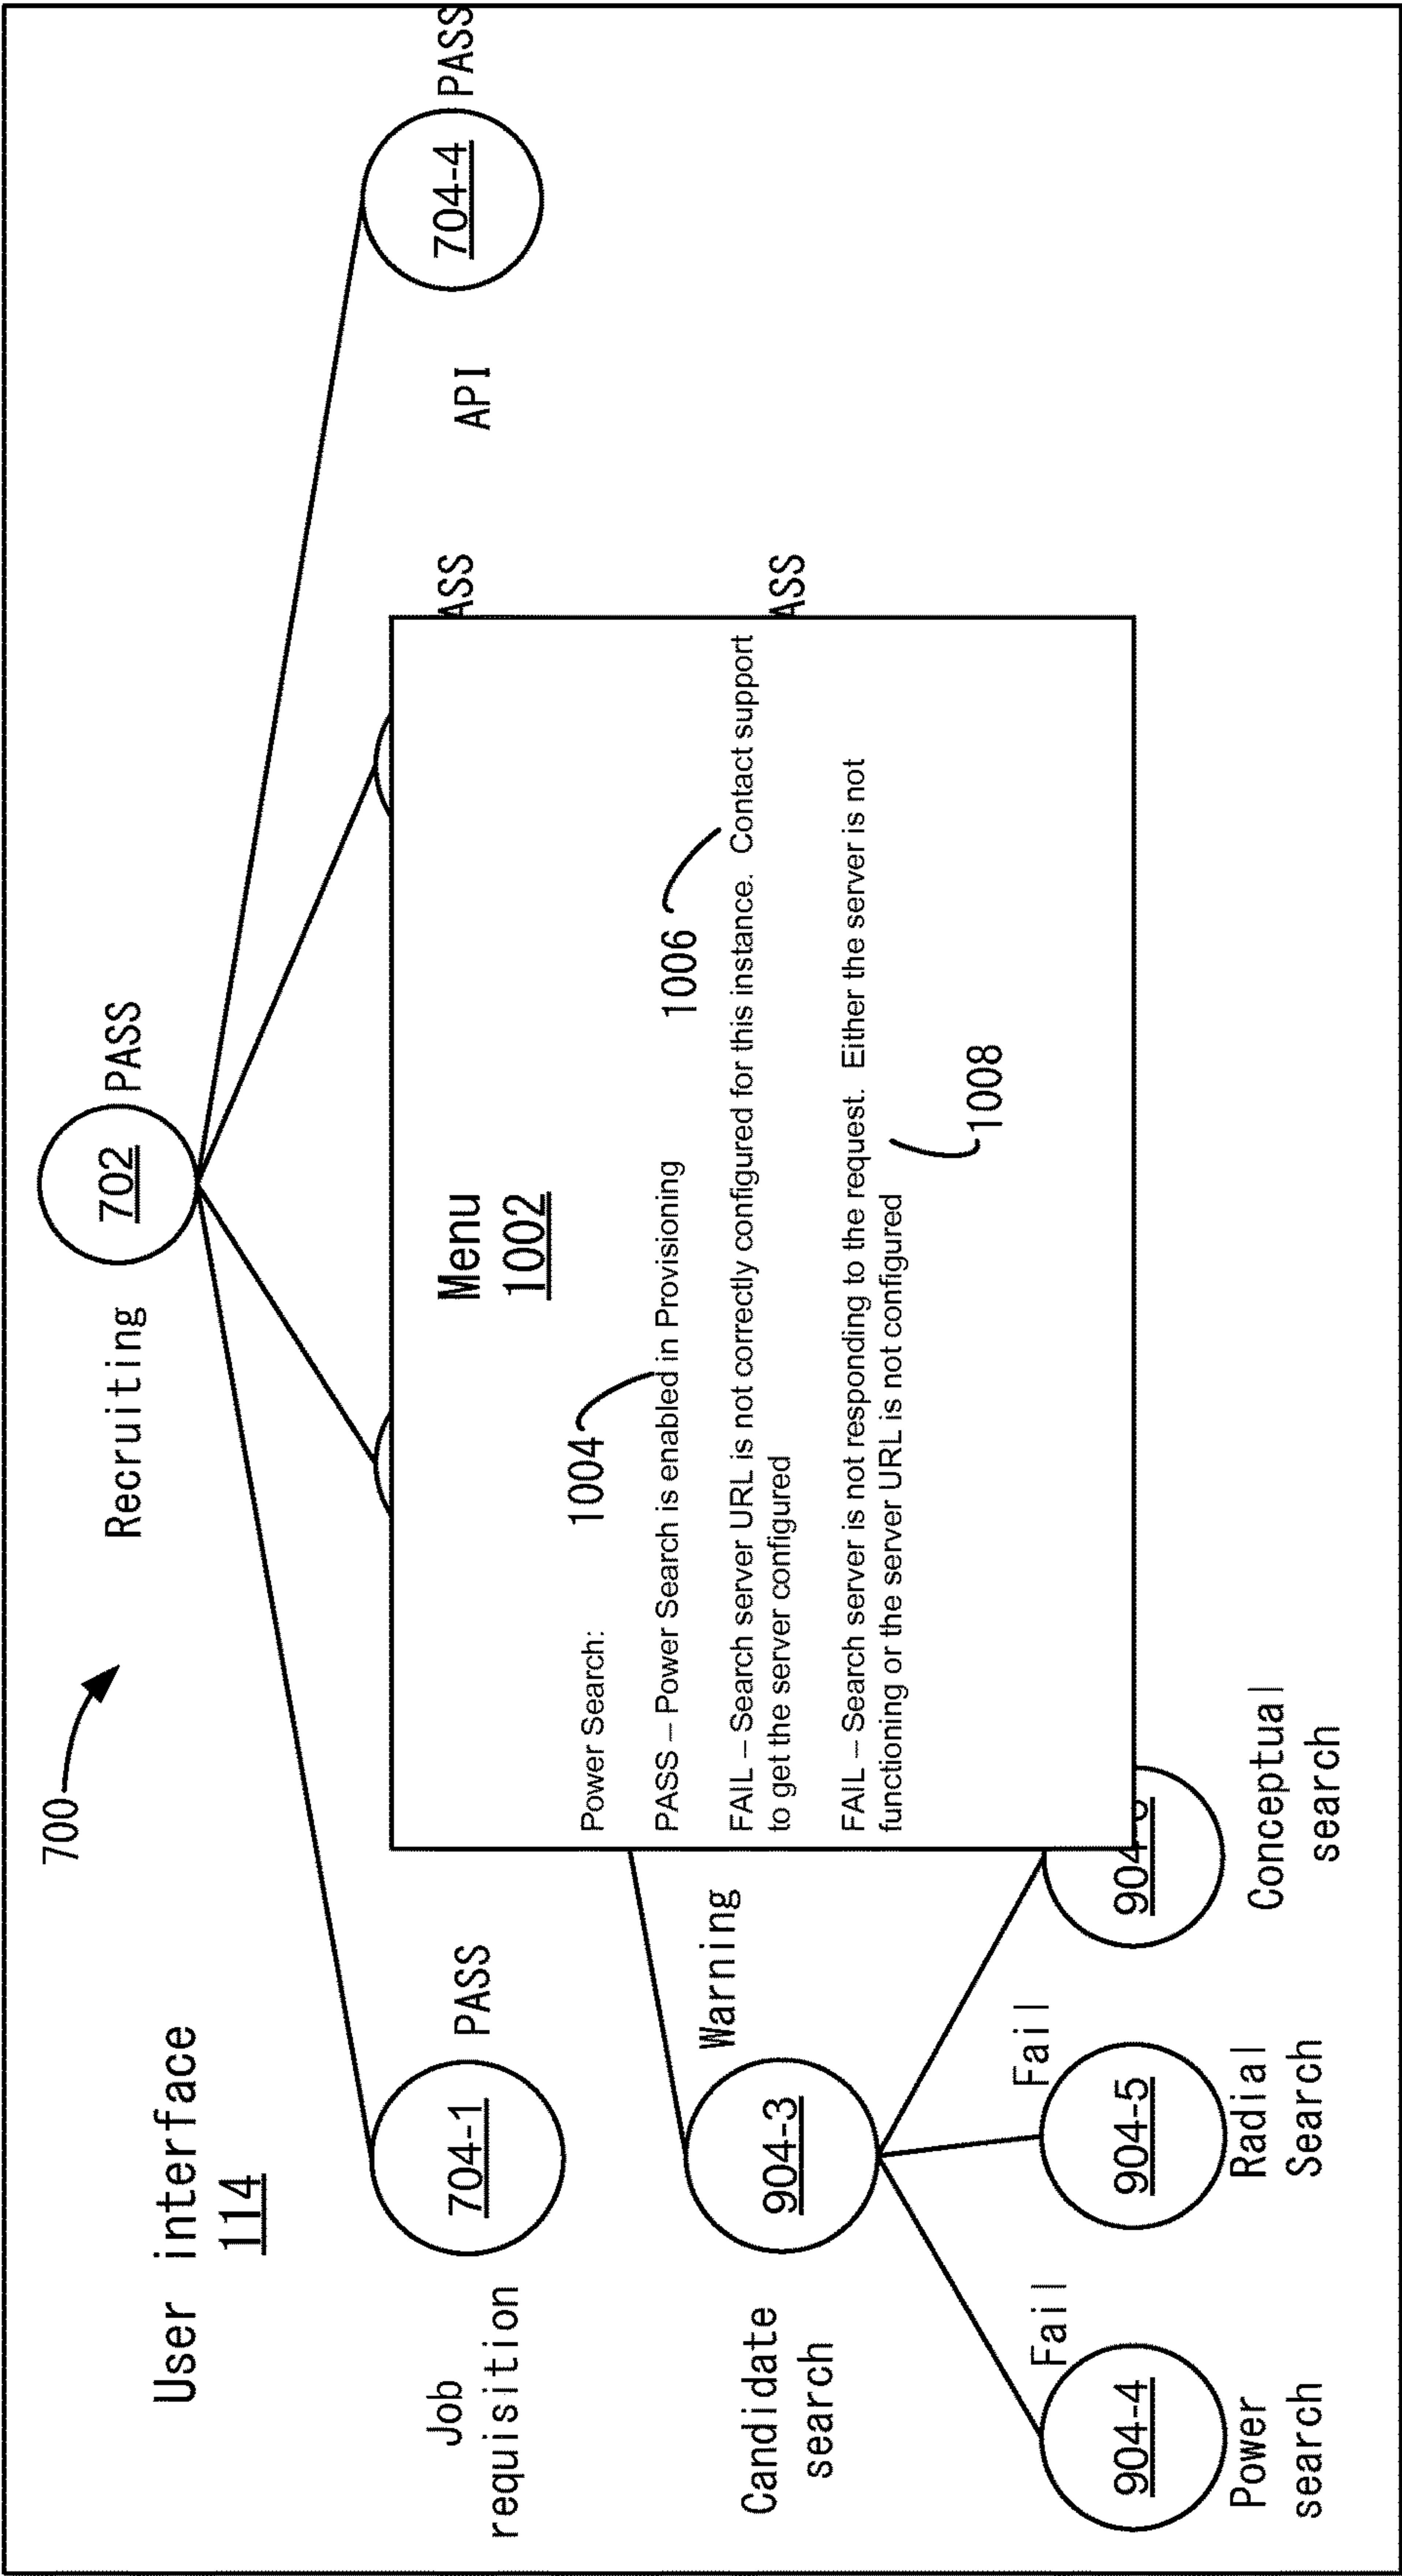 700
User interface
114
Recruiting
702
PASS
Job
requisition
704-1
PASS
ASS
API
704-4
PASS
Menu
1002
1004
Power Search:
PASS – Power Search is enabled in Provisioning
1006
FAIL – Search server URL is not correctly configured for this instance. Contact support
to get the server configured
FAIL – Search server is not responding to the request. Either the server is not
functioning or the server URL is not configured
1008
Candidate
search
904-3
Warning
ASS
904-4
Fail
Power
search
904-5
Fail
Radial
Search
Conceptual
search